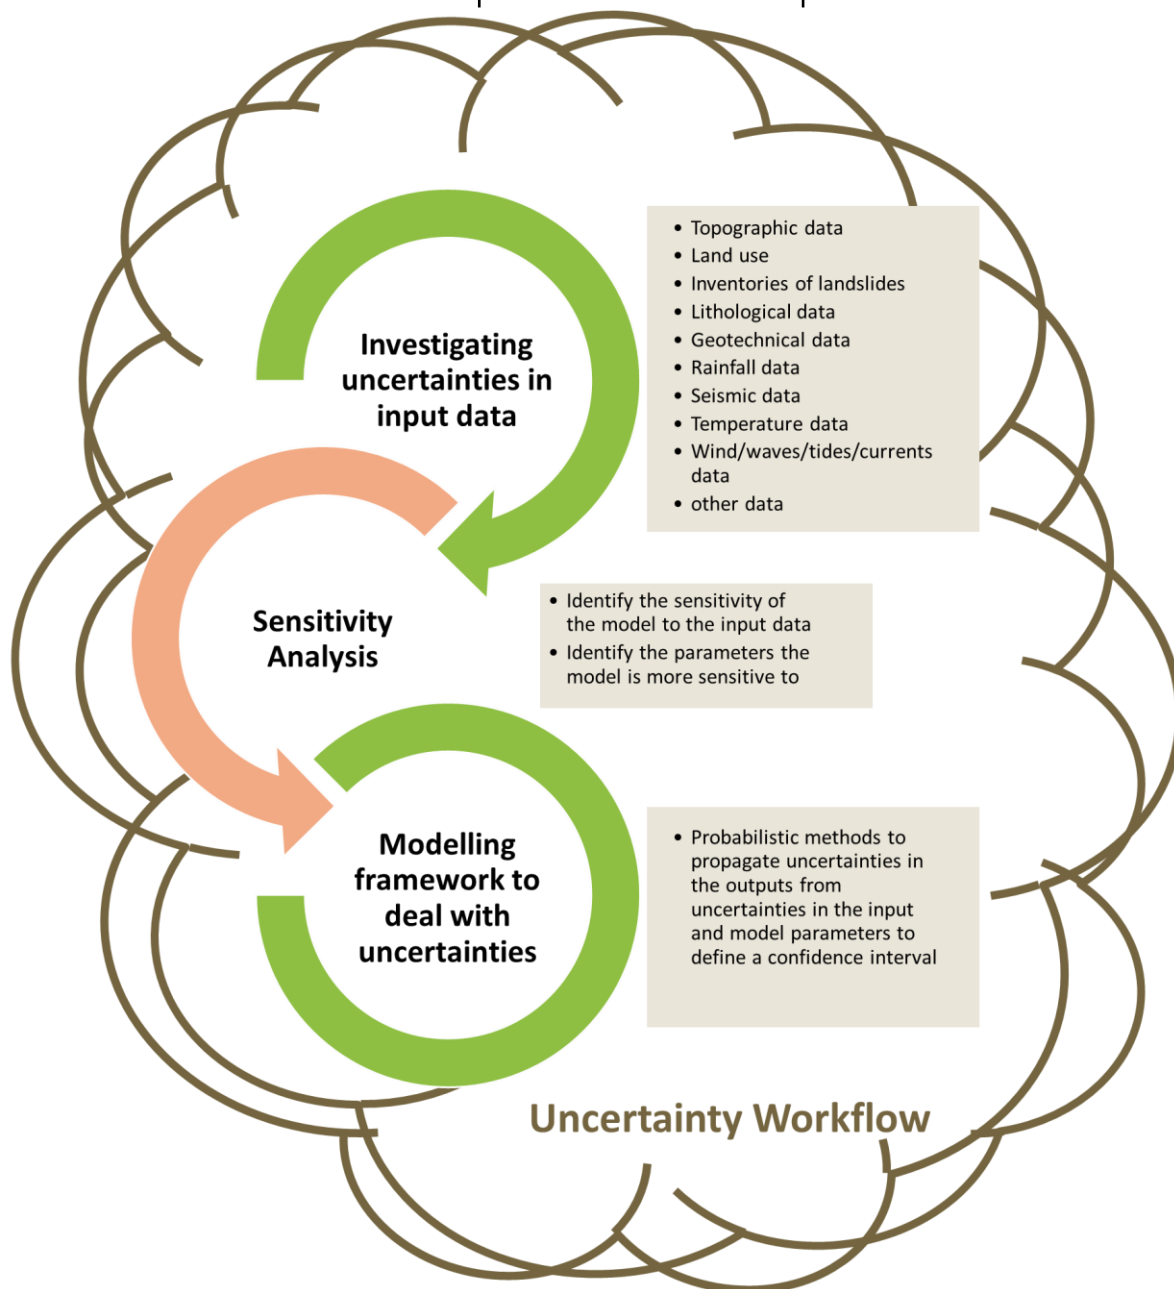 Investigating
uncertainties in
input data
• Topographic data
• Land use
• Inventories of landslides
• Lithological data
• Geotechnical data
• Rainfall data
• Seismic data
• Temperature data
• Wind/waves/tides/currents
data
• other data
Sensitivity
Analysis
• Identify the sensitivity of
the model to the input data
• Identify the parameters the
model is more sensitive to
Modelling
framework to
deal with
uncertainties
• Probabilistic methods to
propagate uncertainties in
the outputs from
uncertainties in the input
and model parameters to
define a confidence interval
Uncertainty Workflow